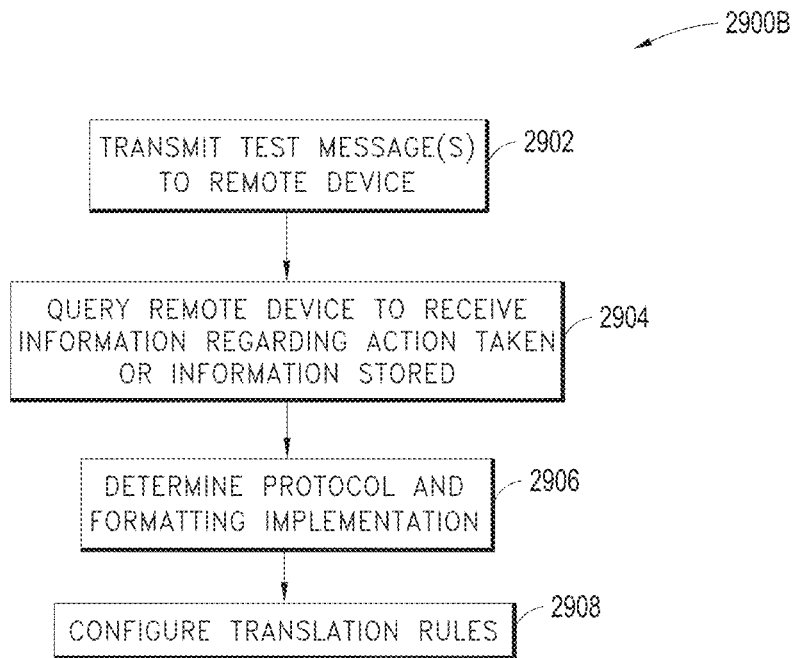 2900B
TRANSMIT TEST MESSAGE(S)
TO REMOTE DEVICE
2902
QUERY REMOTE DEVICE TO RECEIVE
INFORMATION REGARDING ACTION TAKEN
OR INFORMATION STORED
2904
DETERMINE PROTOCOL AND
FORMATTING IMPLEMENTATION
2906
CONFIGURE TRANSLATION RULES
2908